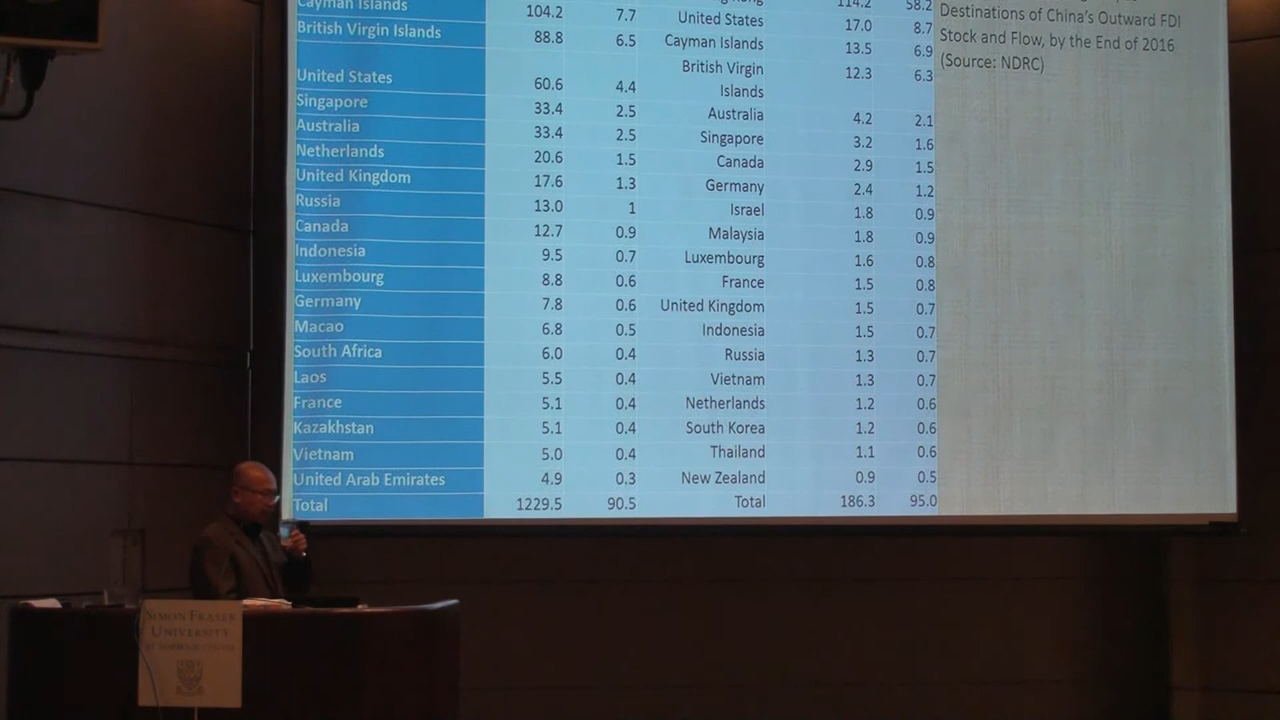 Cayman Islands 104.2 7.7
114.2 58.2
British Virgin Islands 88.8 6.5 United States 17.0 8.7
Cayman Islands 13.5 6.9
United States 60.6 4.4 British Virgin Islands 12.3 6.3
Singapore 33.4 2.5 Australia 4.2 2.1
Australia 33.4 2.5 Singapore 3.2 1.6
Netherlands 20.6 1.5 Canada 2.9 1.5
United Kingdom 17.6 1.3 Germany 2.4 1.2
Russia 13.0 1 Israel 1.8 0.9
Canada 12.7 0.9 Malaysia 1.8 0.9
Indonesia 9.5 0.7 Luxembourg 1.6 0.8
Luxembourg 8.8 0.6 France 1.5 0.8
Germany 7.8 0.6 United Kingdom 1.5 0.7
Macao 6.8 0.5 Indonesia 1.5 0.7
South Africa 6.0 0.4 Russia 1.3 0.7
Laos 5.5 0.4 Vietnam 1.3 0.7
France 5.1 0.4 Netherlands 1.2 0.6
Kazakhstan 5.1 0.4 South Korea 1.2 0.6
Vietnam 5.0 0.4 Thailand 1.1 0.6
United Arab Emirates 4.9 0.3 New Zealand 0.9 0.5
Total 1229.5 90.5 Total 186.3 95.0
Destinations of China's Outward FDI
Stock and Flow, by the End of 2016
(Source: NDRC)
SIMON FRASER
UNIVERSITY